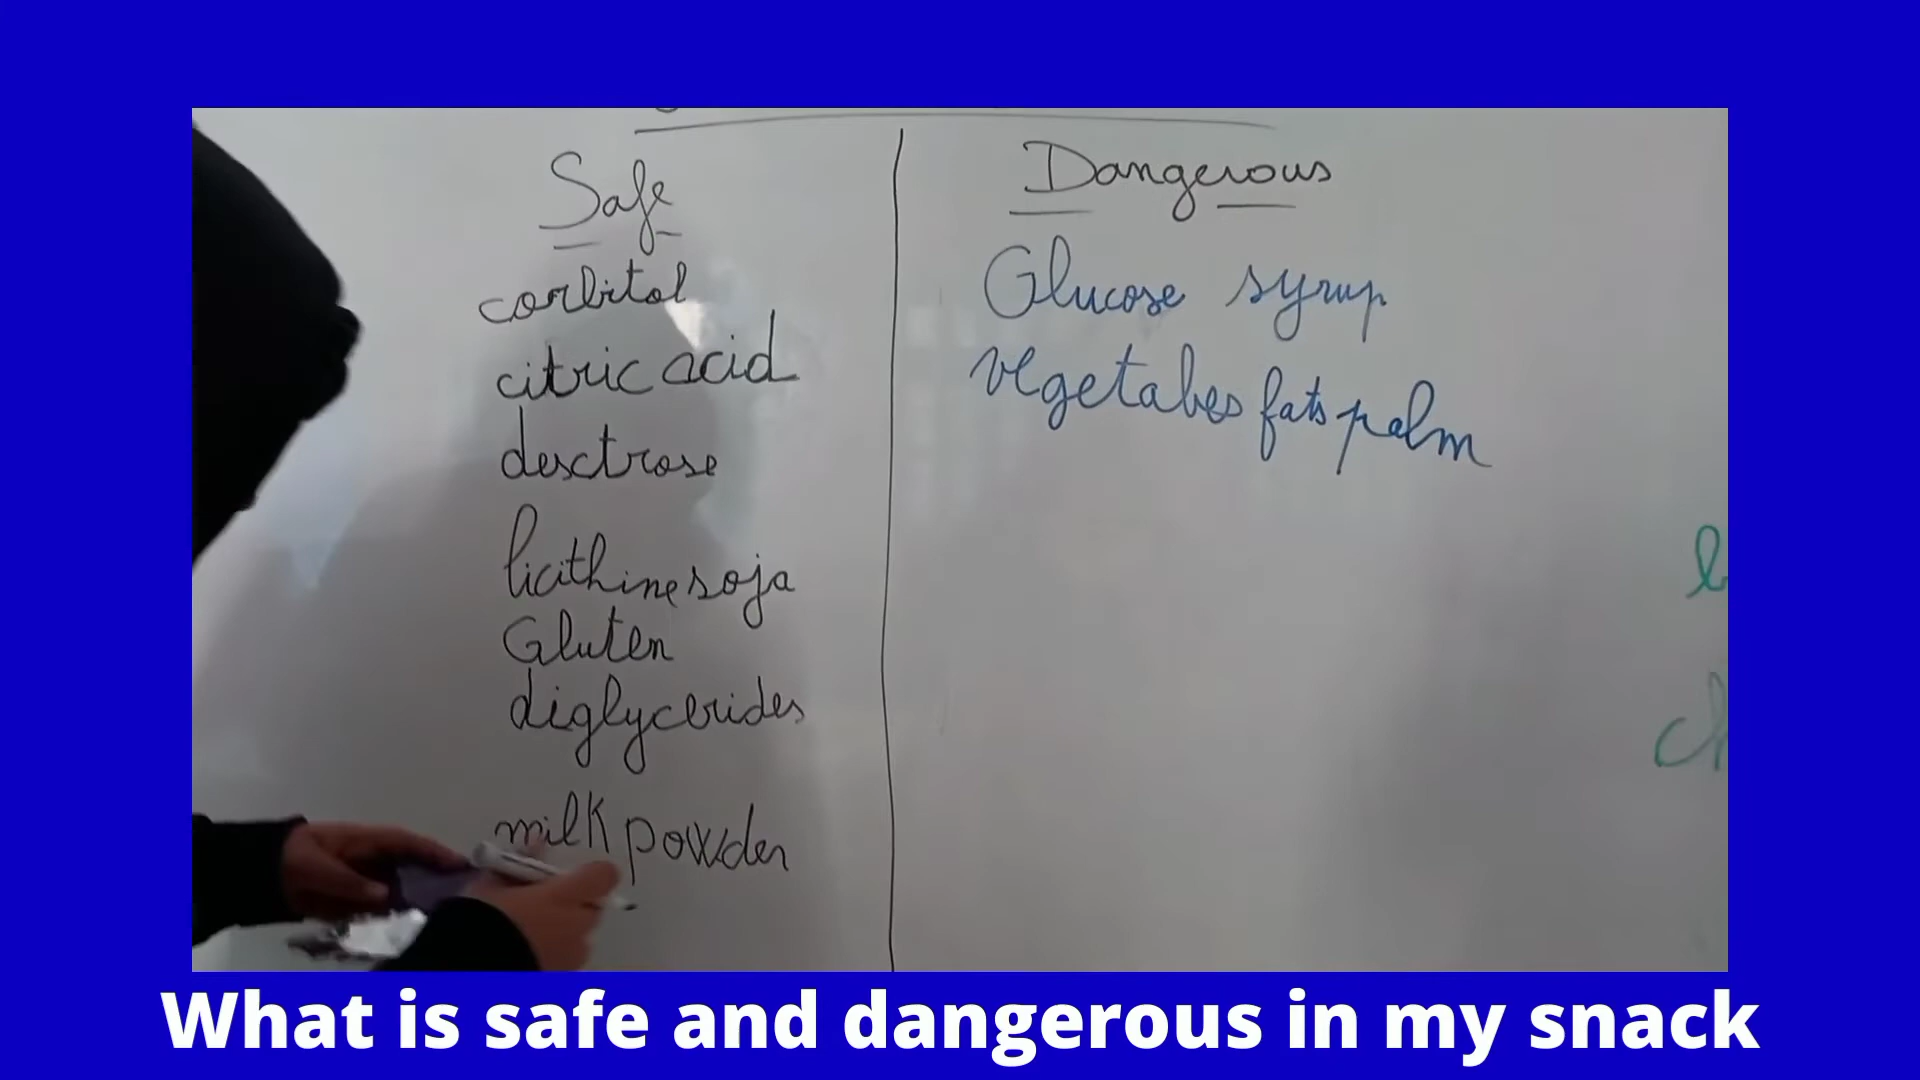 Safe
corbitol
citric acid
desctrose
licithine soja
Gluten
diglycerides
milk powder
Dangerous
Glucose syrup
vegetabes fats palm
What is safe and dangerous in my snack